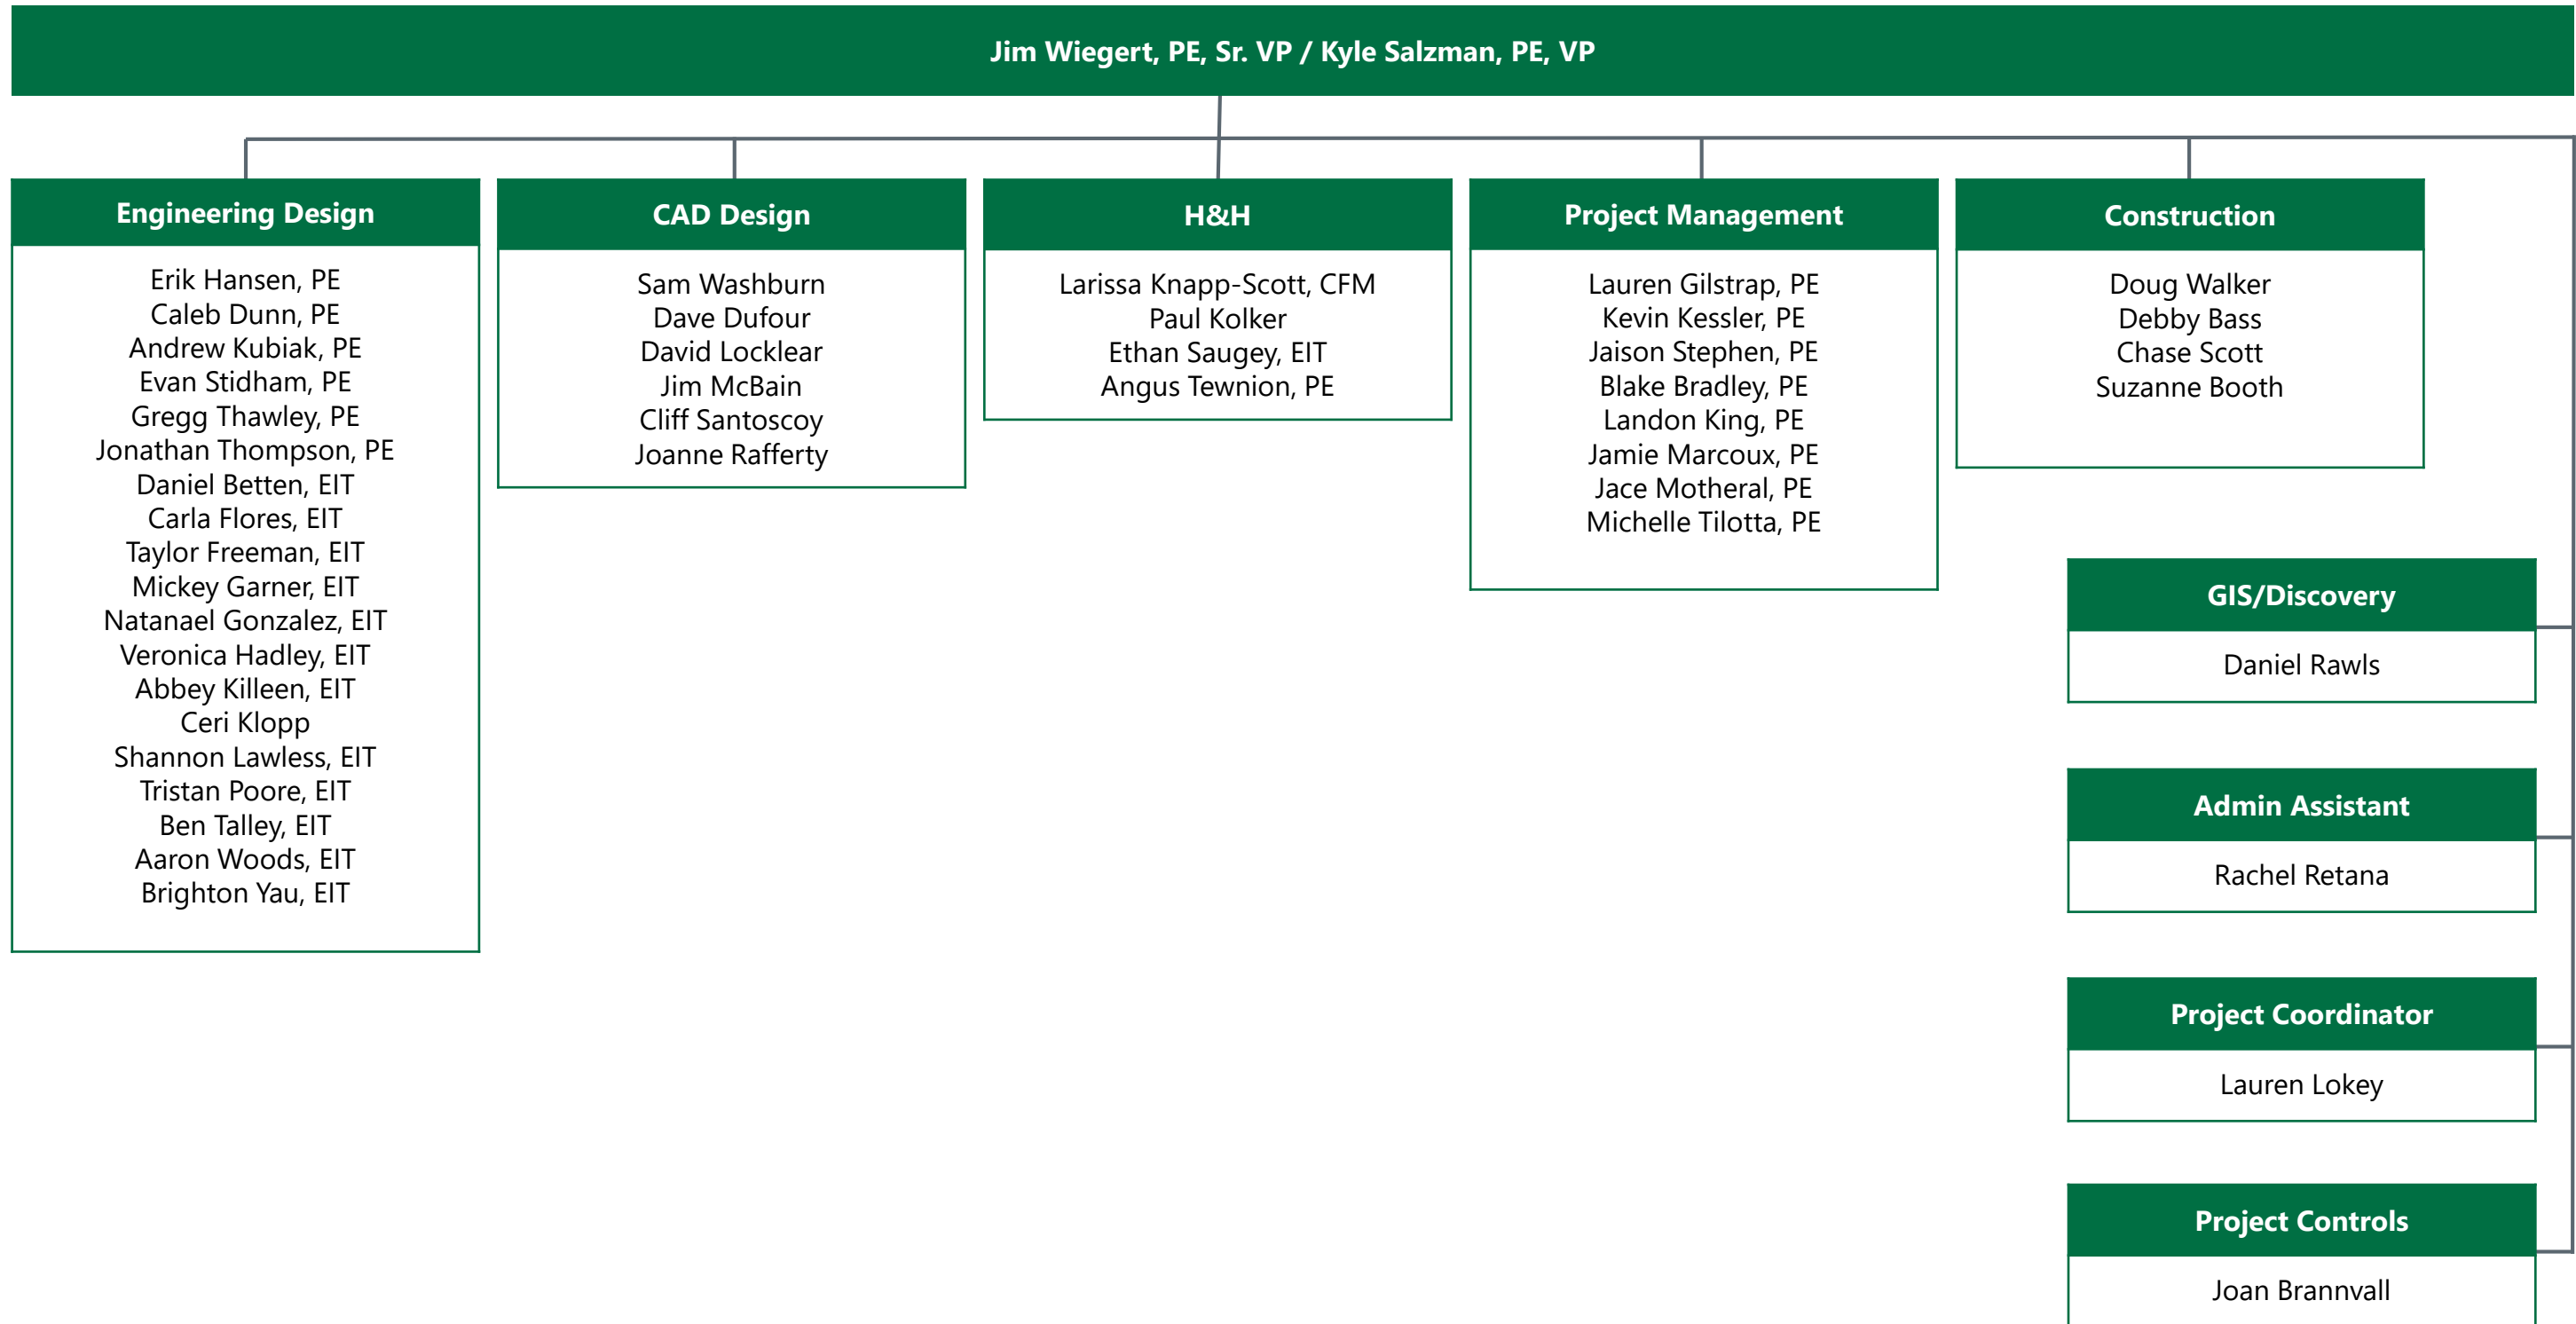 Jim Wiegert, PE, Sr. VP / Kyle Salzman, PE, VP
Engineering Design
Erik Hansen, PE
Caleb Dunn, PE
Andrew Kubiak, PE
Evan Stidham, PE
Gregg Thawley, PE
Jonathan Thompson, PE
Daniel Betten, EIT
Carla Flores, EIT
Taylor Freeman, EIT
Mickey Garner, EIT
Natanael Gonzalez, EIT
Veronica Hadley, EIT
Abbey Killeen, EIT
Ceri Klopp
Shannon Lawless, EIT
Tristan Poore, EIT
Ben Talley, EIT
Aaron Woods, EIT
Brighton Yau, EIT
CAD Design
Sam Washburn
Dave Dufour
David Locklear
Jim McBain
Cliff Santoscoy
Joanne Rafferty
H&H
Larissa Knapp-Scott, CFM
Paul Kolker
Ethan Saugey, EIT
Angus Tewnion, PE
Project Management
Lauren Gilstrap, PE
Kevin Kessler, PE
Jaison Stephen, PE
Blake Bradley, PE
Landon King, PE
Jamie Marcoux, PE
Jace Motheral, PE
Michelle Tilotta, PE
Construction
Doug Walker
Debby Bass
Chase Scott
Suzanne Booth
GIS/Discovery
Daniel Rawls
Admin Assistant
Rachel Retana
Project Coordinator
Lauren Lokey
Project Controls
Joan Brannvall